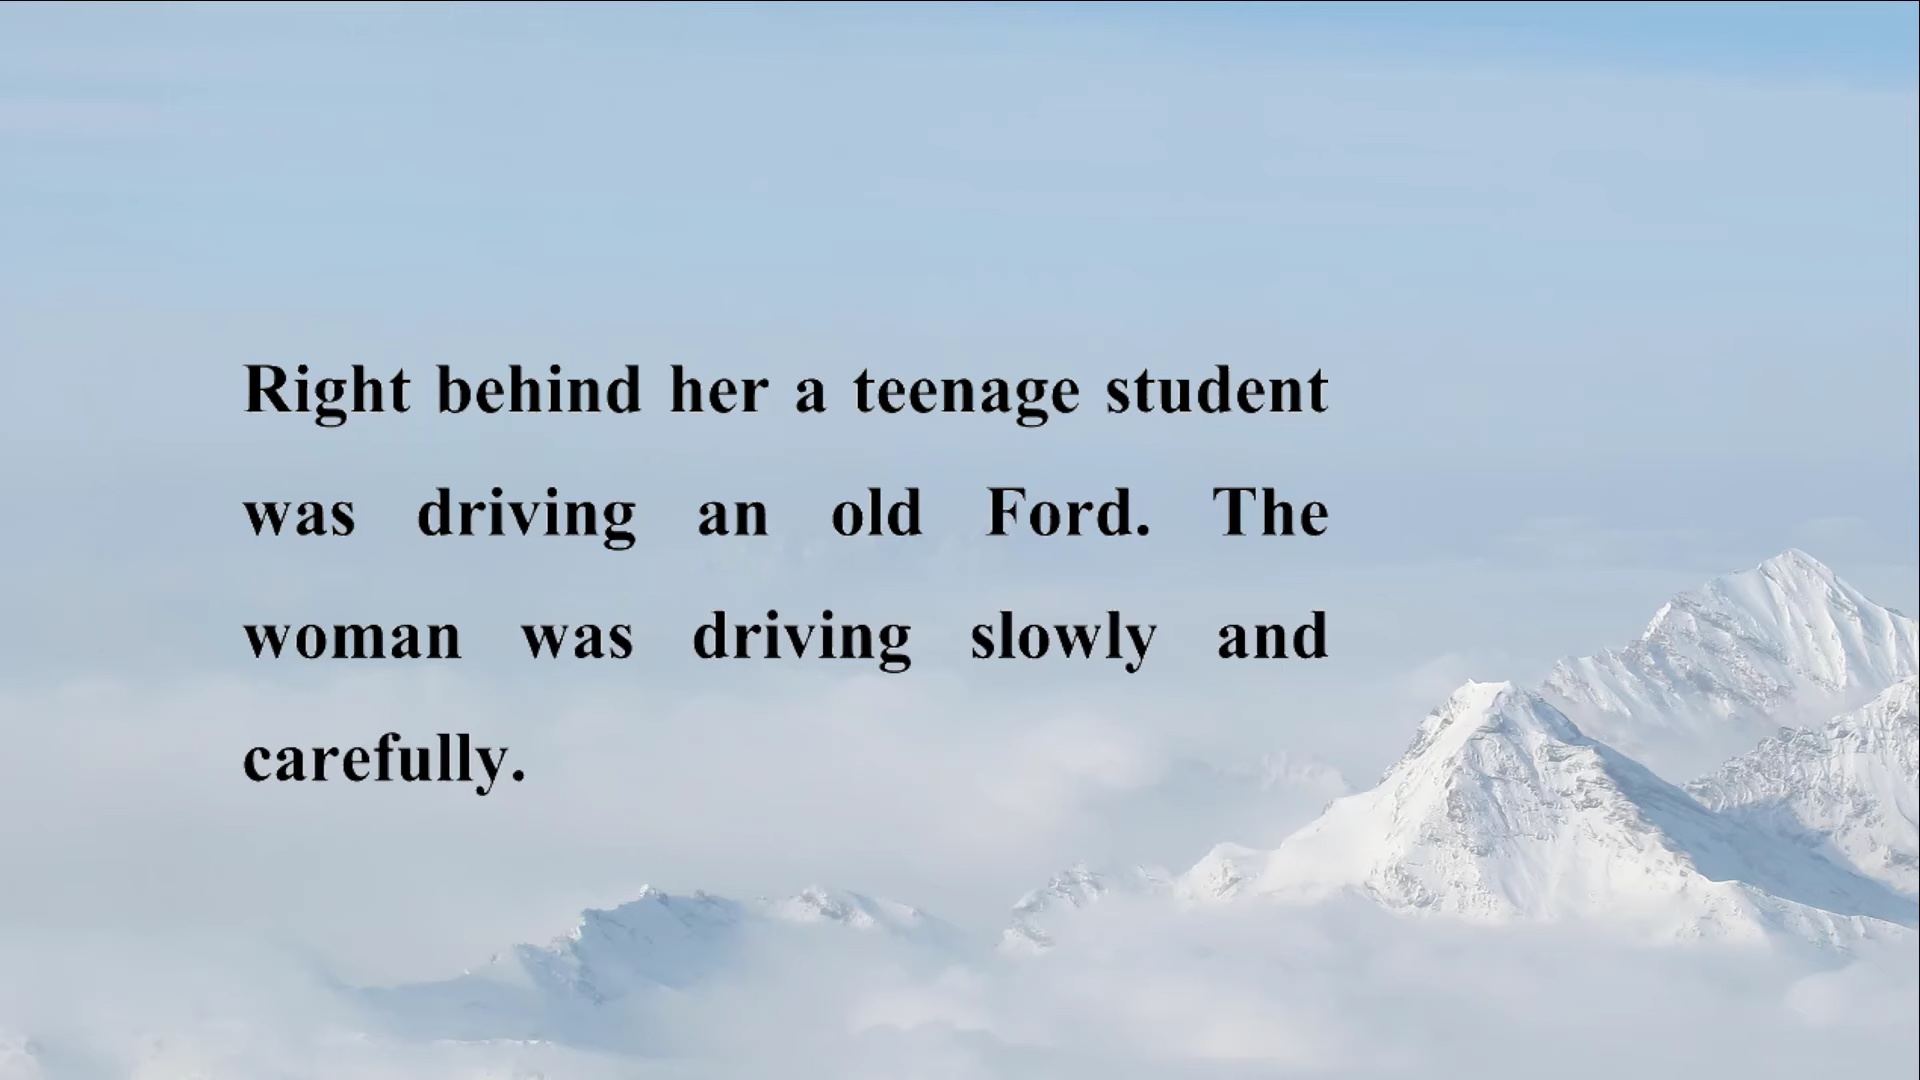 Right behind her a teenage student
was driving an old Ford. The
woman was driving slowly and
carefully.